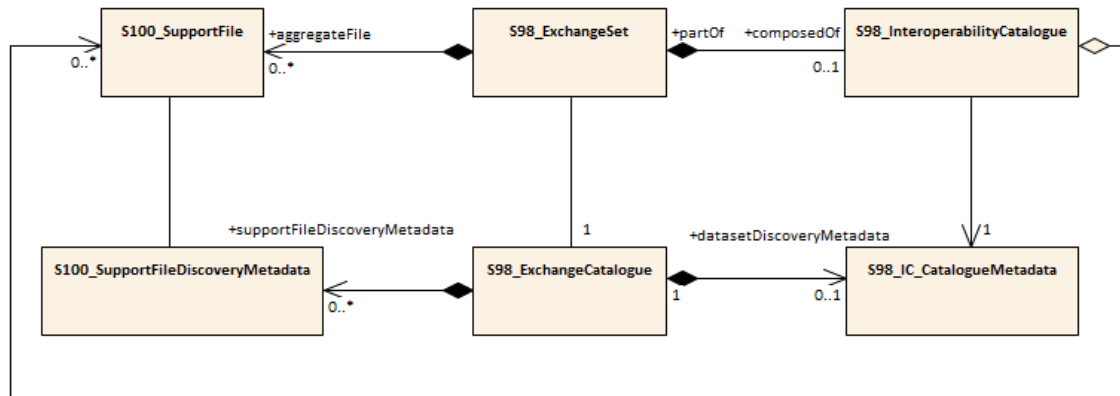 S100_SupportFile
+aggregateFile
0..*
0..*
S98_ExchangeSet
+partOf
+composedOf
0..1
S98_InteroperabilityCatalogue
+supportFileDiscoveryMetadata
1
+datasetDiscoveryMetadata
1
S100_SupportFileDiscoveryMetadata
0..*
S98_ExchangeCatalogue
1
0..1
S98_IC_CatalogueMetadata